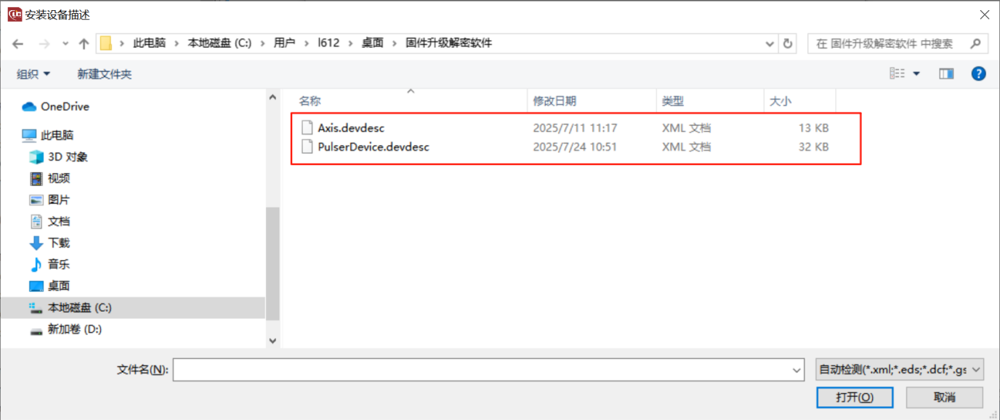 安装设备描述
此电脑 › 本地磁盘 (C:) › 用户 › l612 › 桌面 › 固件升级解密软件
在 固件升级解密软件 中搜索
组织 新建文件夹
OneDrive
此电脑
3D 对象
视频
图片
文档
下载
音乐
桌面
本地磁盘 (C:)
新加卷 (D:)
名称 修改日期 类型 大小
Axis.devdesc 2025/7/11 11:17 XML 文档 13 KB
PulserDevice.devdesc 2025/7/24 10:51 XML 文档 32 KB
文件名(N):
自动检测(*.xml;*.eds;*.dcf;*.gs
打开(O) 取消